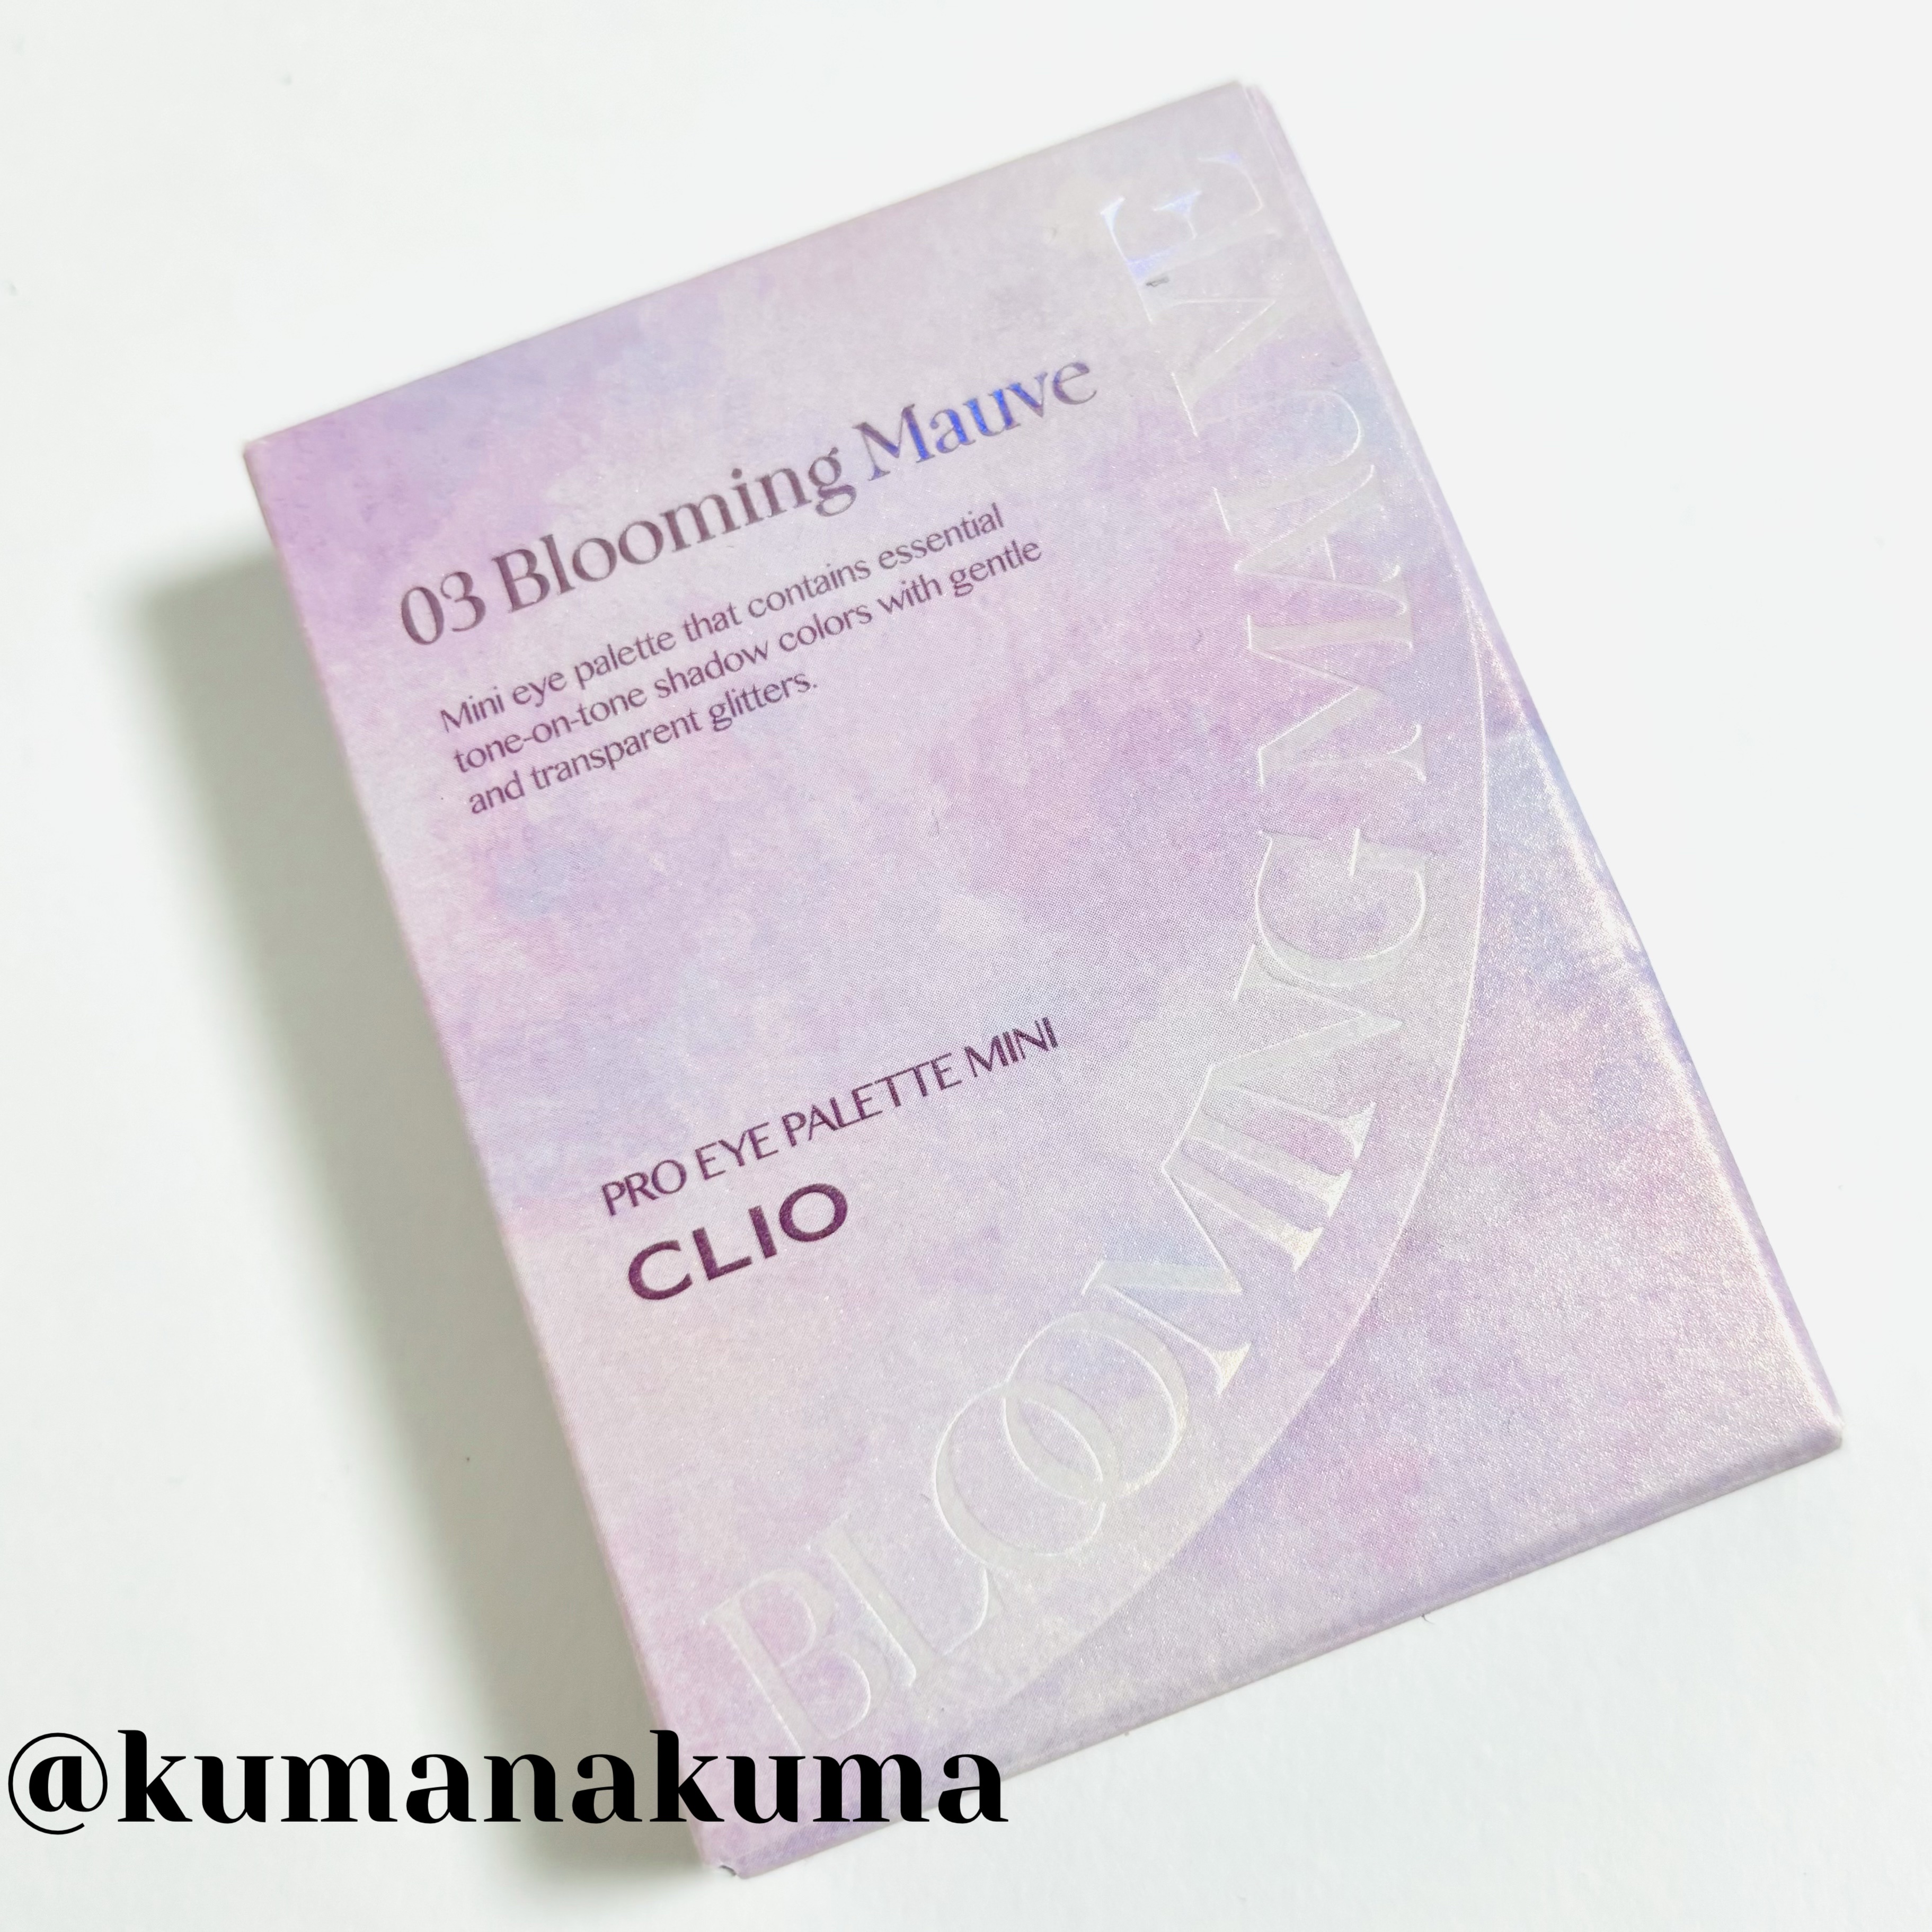 03 Blooming Mauve
Mini eye palette that contains essential
tone-on-tone shadow colors with gentle
and transparent glitters.
PRO EYE PALETTE MINI
CLIO
BLOOMING MAUVE
@kumanakuma